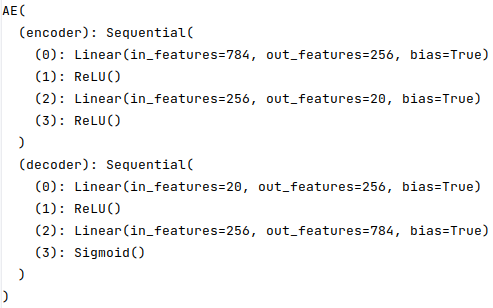 AE(
  (encoder): Sequential(
    (0): Linear(in_features=784, out_features=256, bias=True)
    (1): ReLU()
    (2): Linear(in_features=256, out_features=20, bias=True)
    (3): ReLU()
  )
  (decoder): Sequential(
    (0): Linear(in_features=20, out_features=256, bias=True)
    (1): ReLU()
    (2): Linear(in_features=256, out_features=784, bias=True)
    (3): Sigmoid()
  )
)